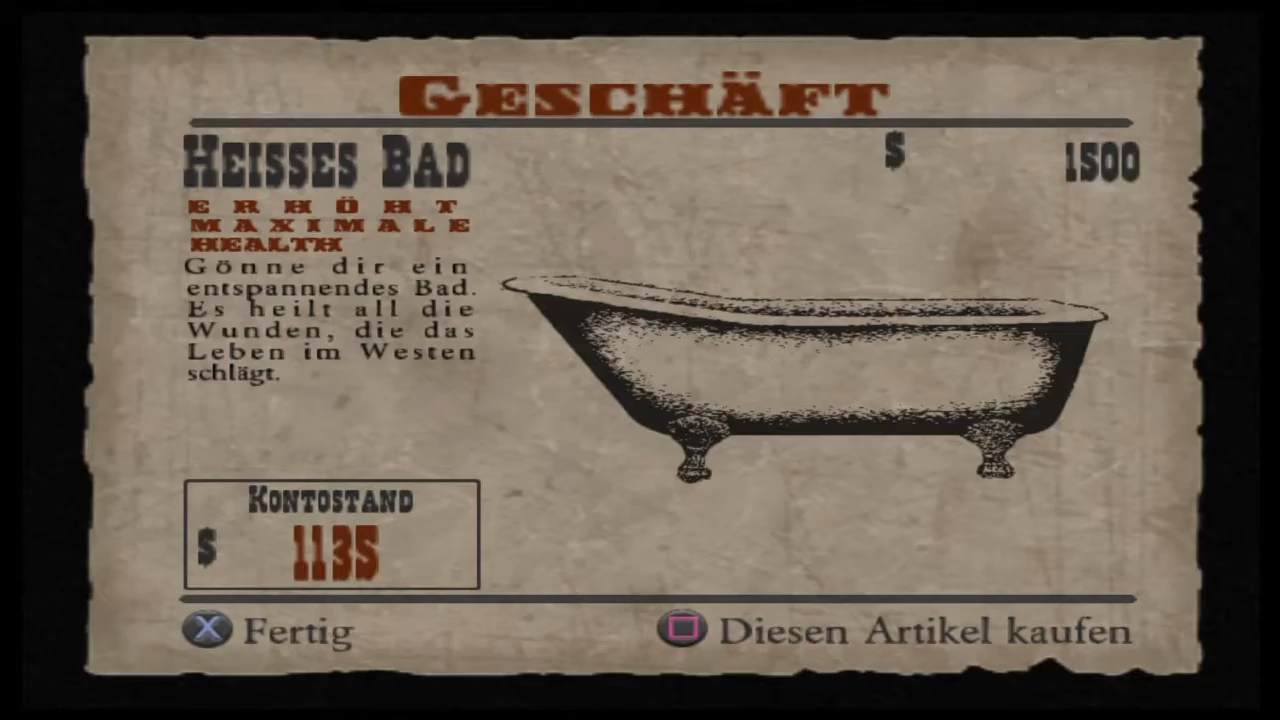 GESCHÄFT
HEISSES BAD
$ 1500
ERHÖHT
MAXIMALE
HEALTH
Gönne dir ein
entspannendes Bad.
Es heilt all die
Wunden, die das
Leben im Westen
schlägt.
KONTOSTAND
$ 1135
X Fertig
Diesen Artikel kaufen